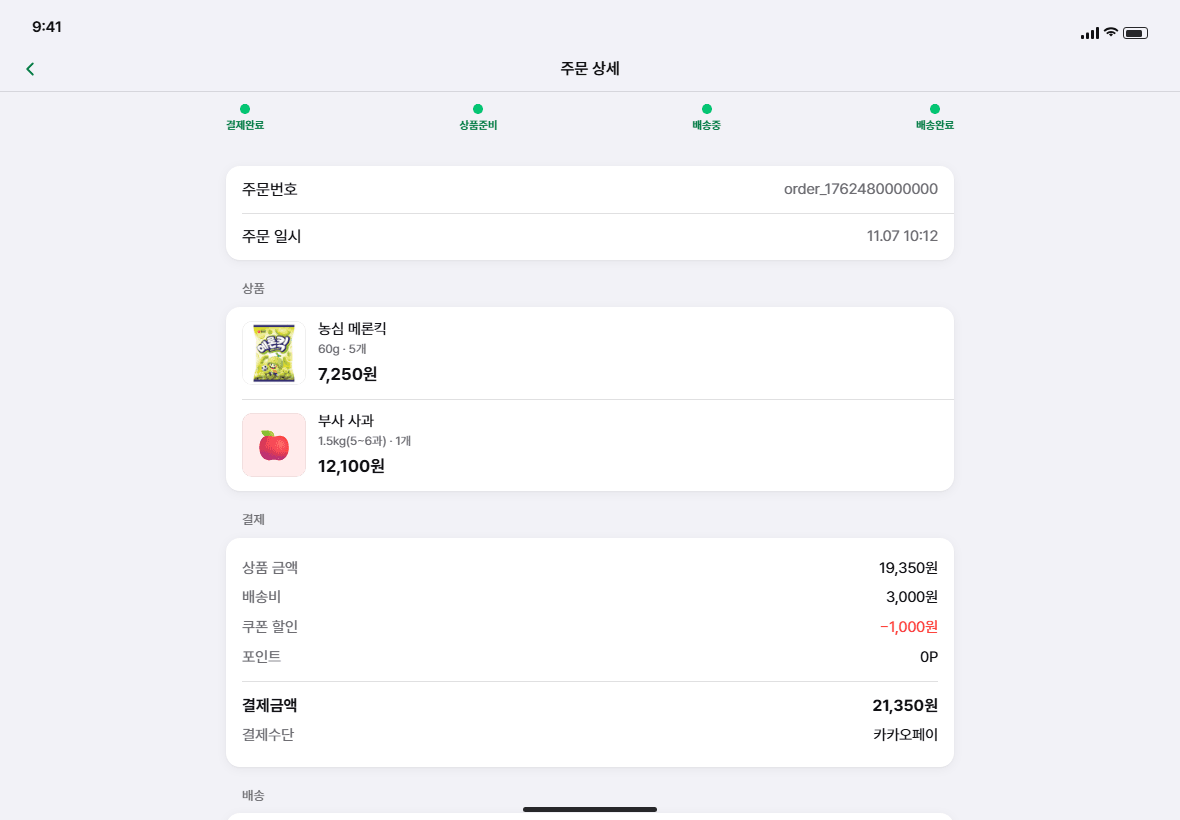 9:41
주문 상세
결제완료
상품준비
배송중
배송완료
주문번호 order_1762480000000
주문 일시 11.07 10:12
상품
메론킥
농심 메론킥
60g · 5개
7,250원
부사 사과
1.5kg(5~6과) · 1개
12,100원
결제
상품 금액 19,350원
배송비 3,000원
쿠폰 할인 −1,000원
포인트 0P
결제금액 21,350원
결제수단 카카오페이
배송